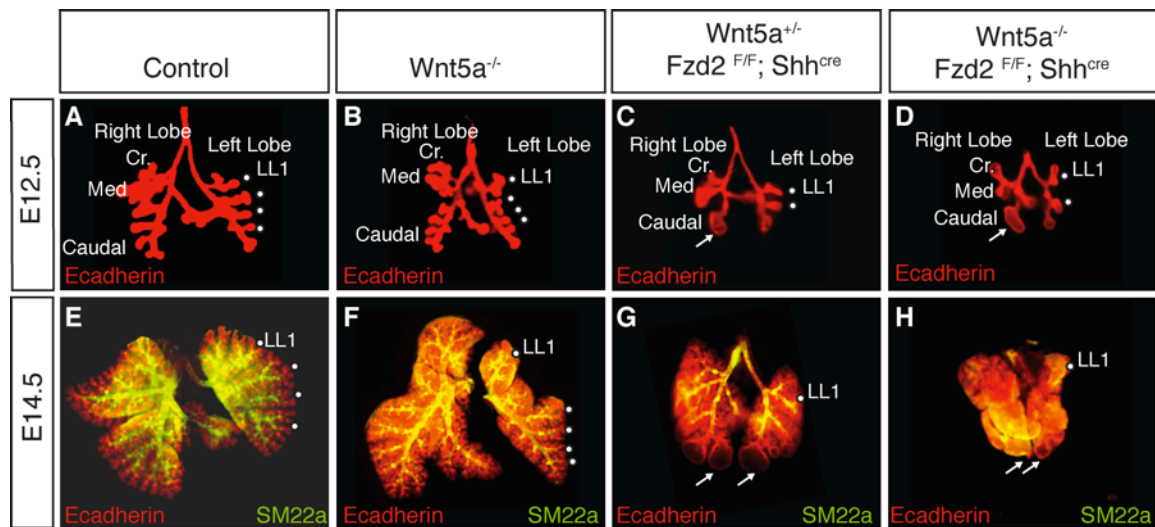 Control
Wnt5a-/-
Wnt5a+/-
Fzd2 F/F; Shhcre
Wnt5a-/-
Fzd2 F/F; Shhcre
E12.5
A
Right Lobe
Left Lobe
Cr.
LL1
Med
Caudal
Ecadherin
B
Right Lobe
Left Lobe
Cr.
LL1
Med
Caudal
Ecadherin
C
Right Lobe
Left Lobe
Cr.
LL1
Med
Caudal
Ecadherin
D
Right Lobe
Left Lobe
Cr.
LL1
Med
Caudal
Ecadherin
E14.5
E
LL1
Ecadherin SM22a
F
LL1
Ecadherin SM22a
G
LL1
Ecadherin SM22a
H
LL1
Ecadherin SM22a